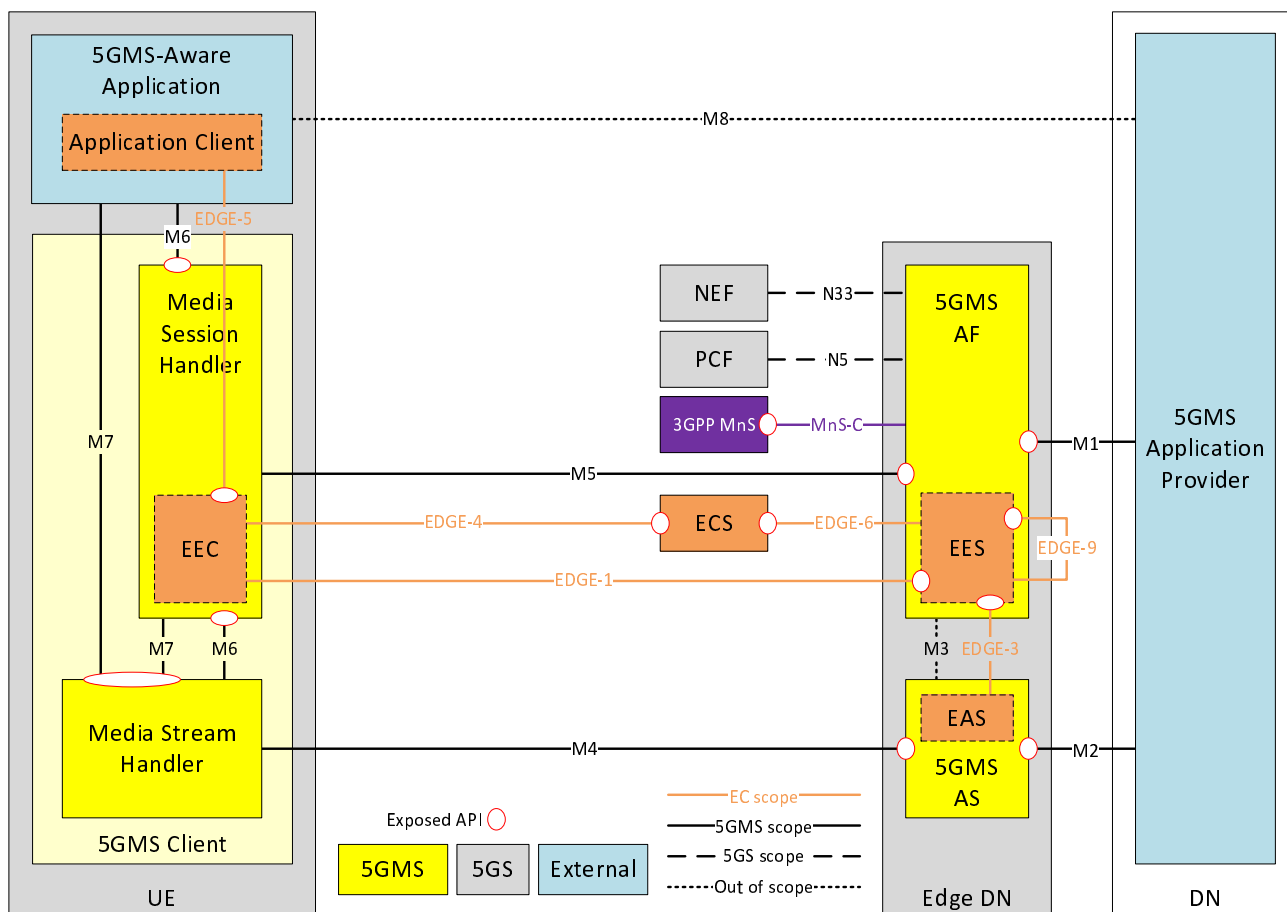 5GMS-Aware
Application
Application Client
M8
EDGE-5
M6
Media
Session
Handler
NEF
N33
5GMS
AF
PCF
N5
3GPP MnS
MnS-C
M7
M1
5GMS
Application
Provider
M5
EDGE-4
ECS
EDGE-6
EEC
EES
EDGE-9
EDGE-1
M7
M6
M3
EDGE-3
Media Stream
Handler
EAS
M4
M2
5GMS
AS
EC scope
Exposed API
5GMS scope
5GMS Client
5GS scope
5GMS
5GS
External
Out of scope
UE
Edge DN
DN